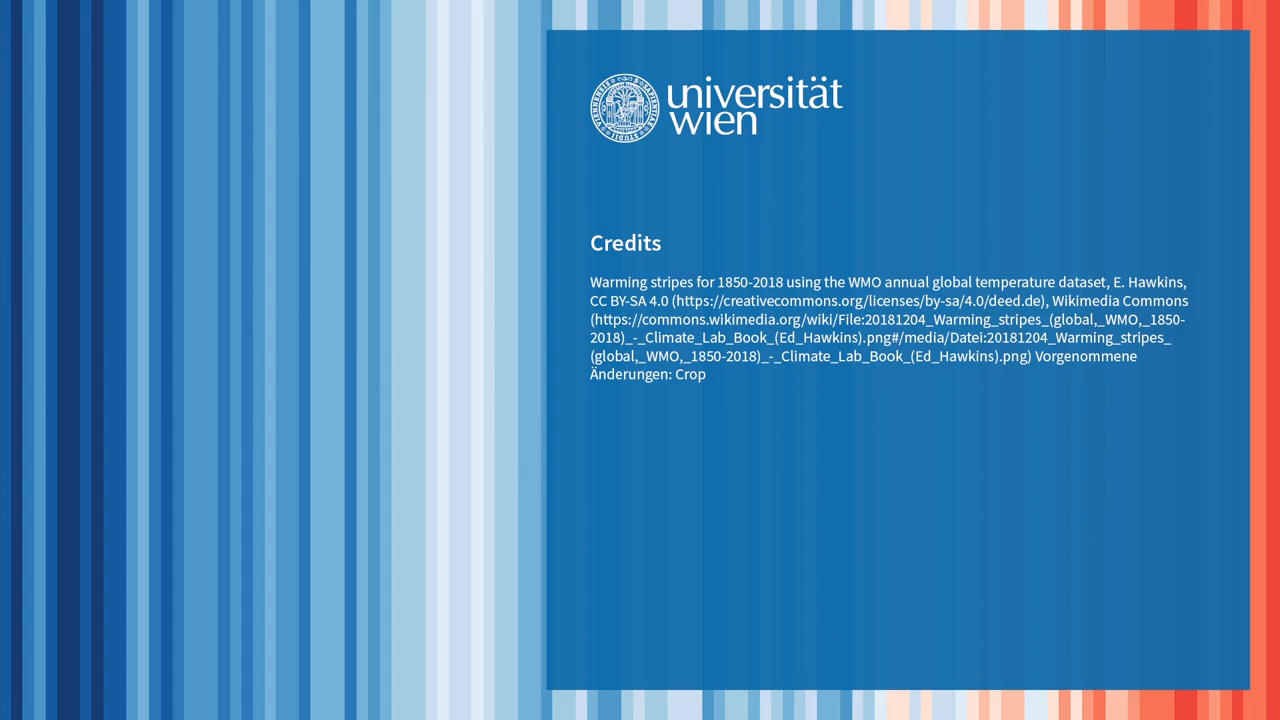 universität
wien
Credits
Warming stripes for 1850-2018 using the WMO annual global temperature dataset, E. Hawkins,
CC BY-SA 4.0 (https://creativecommons.org/licenses/by-sa/4.0/deed.de), Wikimedia Commons
(https://commons.wikimedia.org/wiki/File:20181204_Warming_stripes_(global,_WMO,_1850-
2018)_-_Climate_Lab_Book_(Ed_Hawkins).png#/media/Datei:20181204_Warming_stripes_
(global,_WMO,_1850-2018)_-_Climate_Lab_Book_(Ed_Hawkins).png) Vorgenommene
Änderungen: Crop